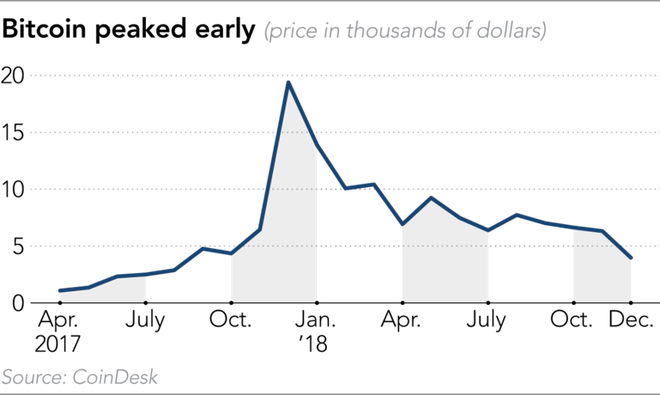 Bitcoin peaked early (price in thousands of dollars)
20
15
10
5
0
Apr. July Oct. Jan. Apr. July Oct. Dec.
2017 '18
Source: CoinDesk